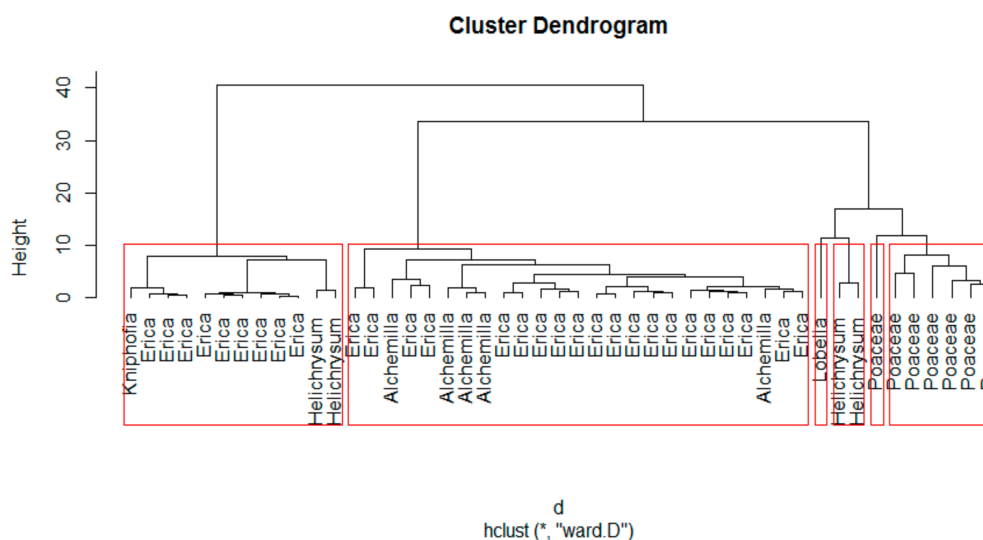 Cluster Dendrogram
Height
40
30
20
10
0
Kniphofia
Erica
Erica
Erica
Erica
Erica
Erica
Erica
Erica
Erica
Helichrysum
Helichrysum
Erica
Erica
Alchemilla
Erica
Erica
Alchemilla
Alchemilla
Alchemilla
Erica
Erica
Erica
Erica
Erica
Erica
Erica
Erica
Erica
Erica
Erica
Erica
Erica
Erica
Alchemilla
Erica
Erica
Lobelia
Helichrysum
Helichrysum
Poaceae
Poaceae
Poaceae
Poaceae
Poaceae
Poaceae
d
hclust (*, "ward.D")